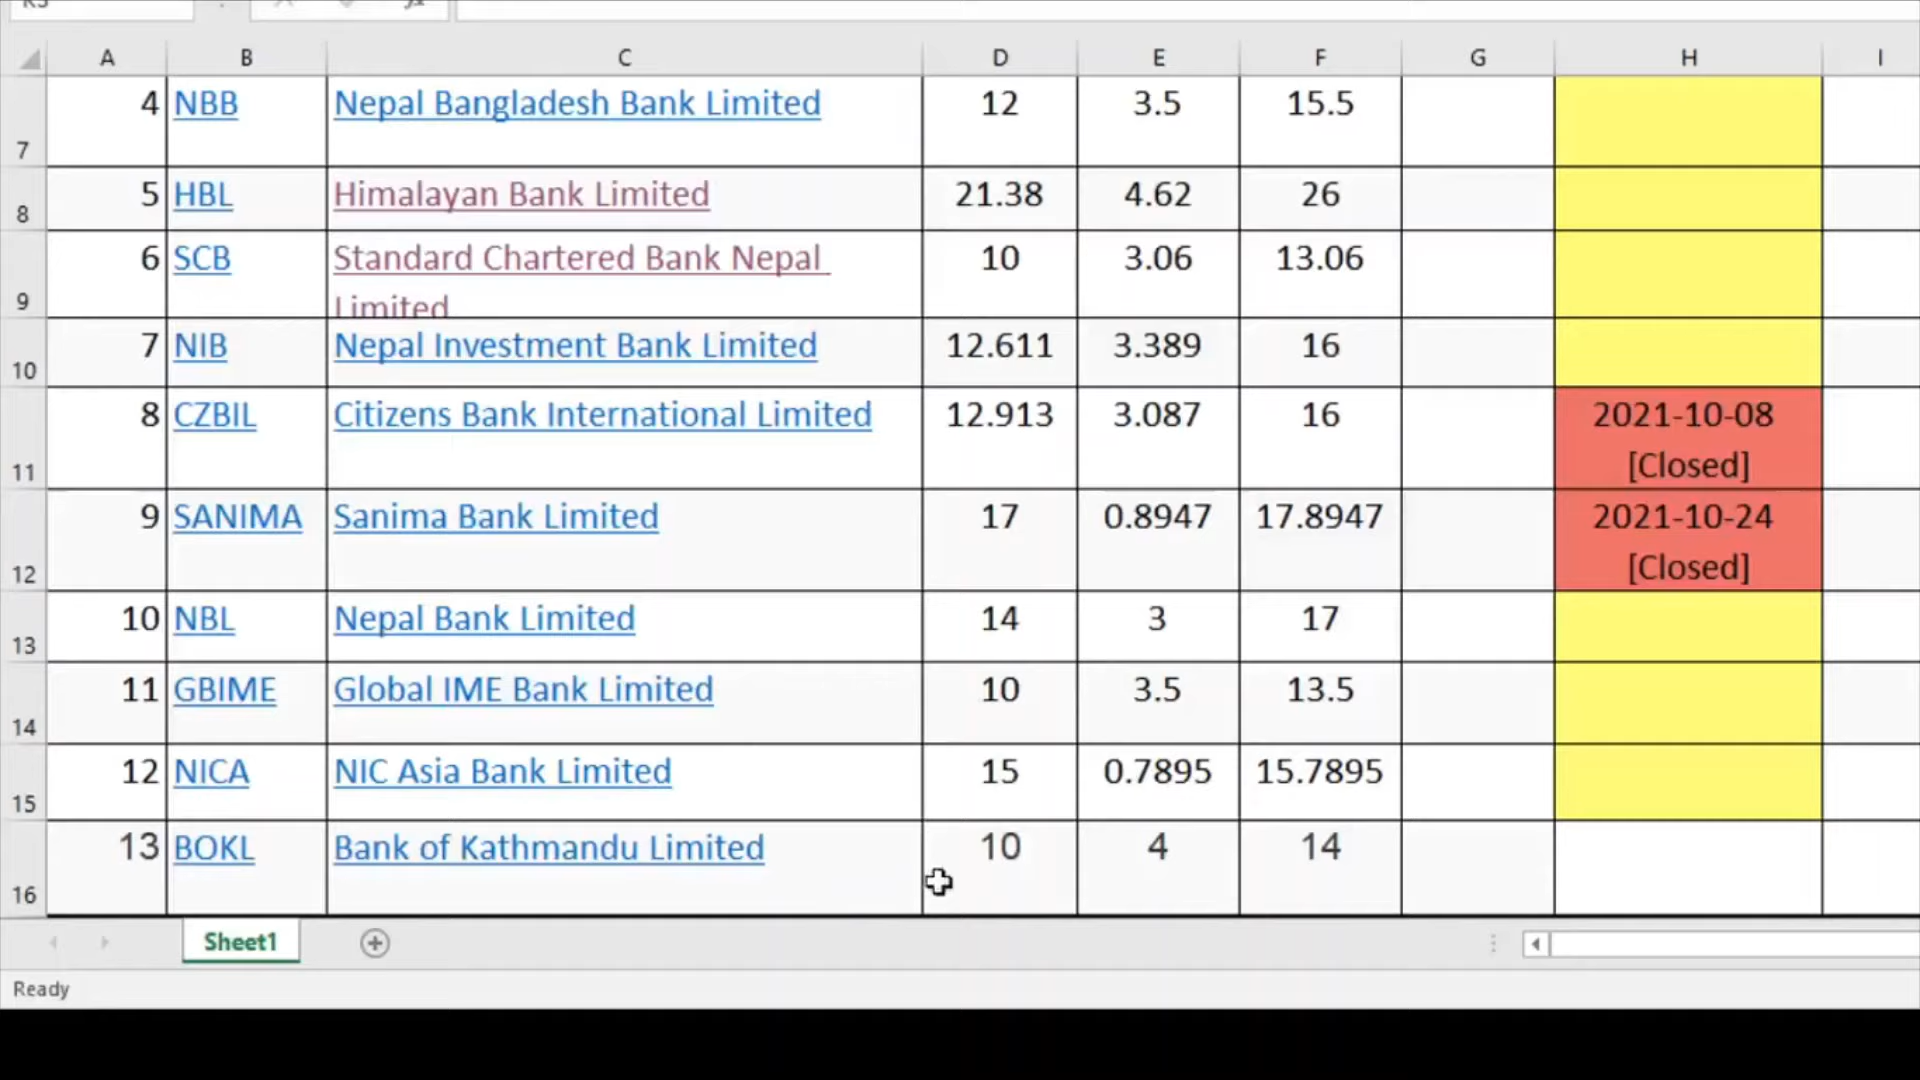 A B C D E F G H I
7 4 NBB Nepal Bangladesh Bank Limited 12 3.5 15.5
8 5 HBL Himalayan Bank Limited 21.38 4.62 26
9 6 SCB Standard Chartered Bank Nepal 10 3.06 13.06
Limited
10 7 NIB Nepal Investment Bank Limited 12.611 3.389 16
11 8 CZBIL Citizens Bank International Limited 12.913 3.087 16 2021-10-08
[Closed]
12 9 SANIMA Sanima Bank Limited 17 0.8947 17.8947 2021-10-24
[Closed]
13 10 NBL Nepal Bank Limited 14 3 17
14 11 GBIME Global IME Bank Limited 10 3.5 13.5
15 12 NICA NIC Asia Bank Limited 15 0.7895 15.7895
16 13 BOKL Bank of Kathmandu Limited 10 4 14
Sheet1
Ready